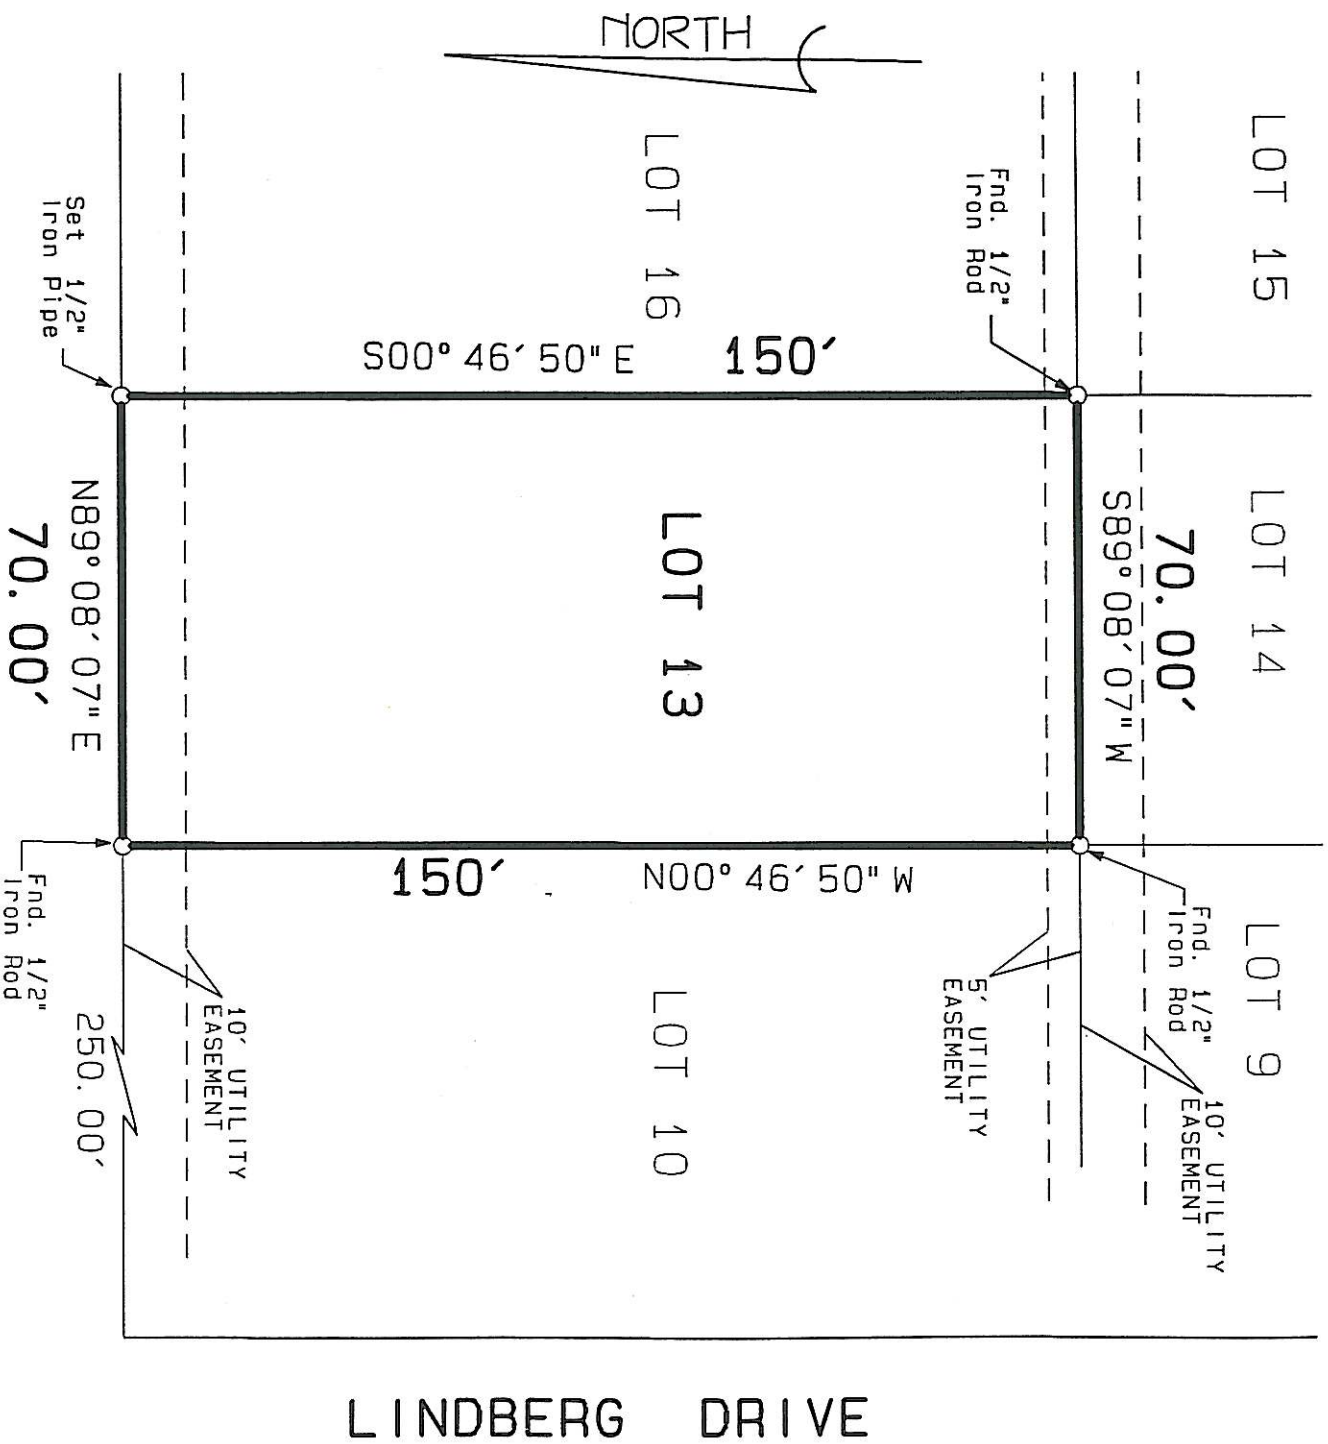 NORTH
LOT 15
LOT 16
Fnd. 1/2"
Iron Rod
Set 1/2"
Iron Pipe
S00° 46′ 50" E 150′
LOT 14
70. 00′
S89° 08′ 07" W
LOT 13
N89° 08′ 07" E
70. 00′
150′ N00° 46′ 50" W
Fnd. 1/2"
Iron Rod
LOT 9
Fnd. 1/2"
Iron Rod
10′ UTILITY
EASEMENT
5′ UTILITY
EASEMENT
LOT 10
10′ UTILITY
EASEMENT
250. 00′
LINDBERG DRIVE